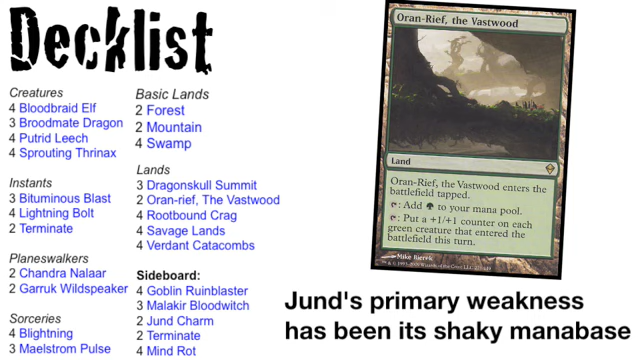 Decklist
Creatures
4 Bloodbraid Elf
3 Broodmate Dragon
4 Putrid Leech
4 Sprouting Thrinax
Instants
3 Bituminous Blast
4 Lightning Bolt
2 Terminate
Planeswalkers
2 Chandra Nalaar
2 Garruk Wildspeaker
Sorceries
4 Blightning
3 Maelstrom Pulse
Basic Lands
2 Forest
2 Mountain
4 Swamp
Lands
3 Dragonskull Summit
2 Oran-rief, The Vastwood
4 Rootbound Crag
4 Savage Lands
4 Verdant Catacombs
Sideboard:
4 Goblin Ruinblaster
3 Malakir Bloodwitch
2 Jund Charm
2 Terminate
4 Mind Rot
Oran-Rief, the Vastwood
Land
Oran-Rief, the Vastwood enters the
battlefield tapped.
: Add to your mana pool.
: Put a +1/+1 counter on each
green creature that entered the
battlefield this turn.
Mike Bierek
Jund's primary weakness
has been its shaky manabase